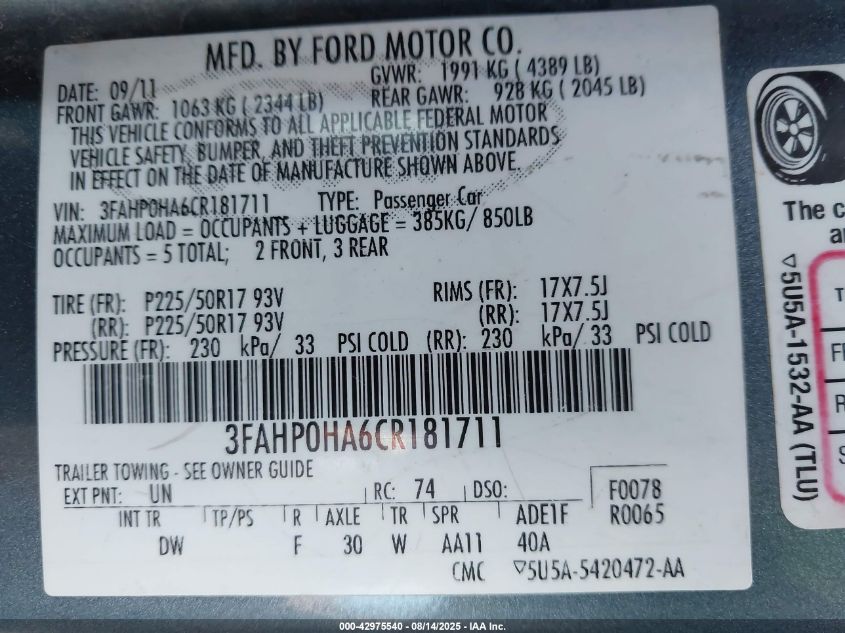 MFD. BY FORD MOTOR CO.
DATE: 09/11 GVWR: 1991 KG ( 4389 LB)
FRONT GAWR: 1063 KG ( 2344 LB) REAR GAWR: 928 KG ( 2045 LB)
THIS VEHICLE CONFORMS TO ALL APPLICABLE FEDERAL MOTOR
VEHICLE SAFETY, BUMPER, AND THEFT PREVENTION STANDARDS
IN EFFECT ON THE DATE OF MANUFACTURE SHOWN ABOVE.
VIN: 3FAHP0HA6CR181711 TYPE: Passenger Car
MAXIMUM LOAD = OCCUPANTS + LUGGAGE = 385KG/ 850LB
OCCUPANTS = 5 TOTAL; 2 FRONT, 3 REAR
TIRE (FR): P225/50R17 93V RIMS (FR): 17X7.5J
(RR): P225/50R17 93V (RR): 17X7.5J
PRESSURE (FR): 230 kPa/ 33 PSI COLD (RR): 230 kPa/ 33 PSI COLD
3FAHP0HA6CR181711
TRAILER TOWING - SEE OWNER GUIDE
EXT PNT: UN RC: 74 DSO: F0078
INT TR TP/PS R AXLE TR SPR ADE1F R0065
DW F 30 W AA11 40A
CMC ▽5U5A-5420472-AA
The c
a
▽5U5A-1532-AA (TLU)
T
F
R
S
000-42975540 - 08/14/2025 - IAA Inc.